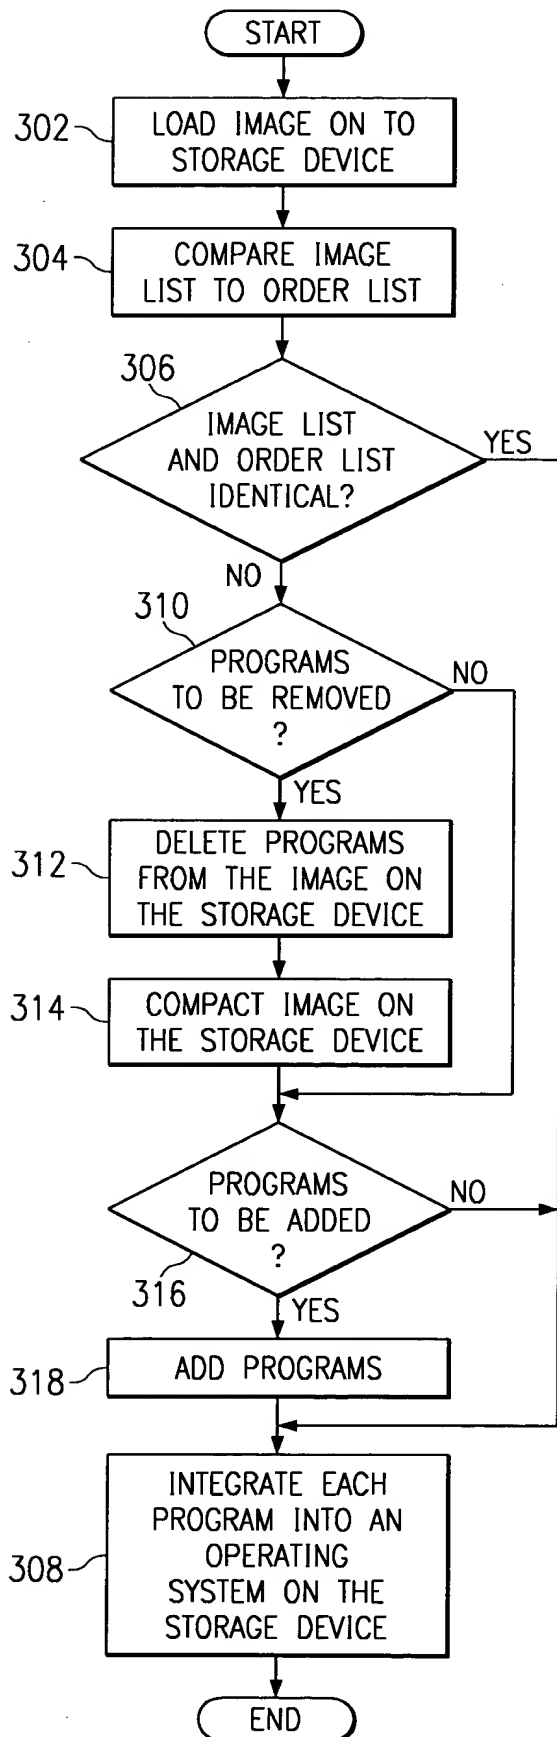 START
302
LOAD IMAGE ON TO
STORAGE DEVICE
304
COMPARE IMAGE
LIST TO ORDER LIST
306
IMAGE LIST
AND ORDER LIST
IDENTICAL?
YES
NO
310
PROGRAMS
TO BE REMOVED
?
NO
YES
312
DELETE PROGRAMS
FROM THE IMAGE ON
THE STORAGE DEVICE
314
COMPACT IMAGE ON
THE STORAGE DEVICE
PROGRAMS
TO BE ADDED
?
NO
316
YES
318
ADD PROGRAMS
308
INTEGRATE EACH
PROGRAM INTO AN
OPERATING
SYSTEM ON THE
STORAGE DEVICE
END